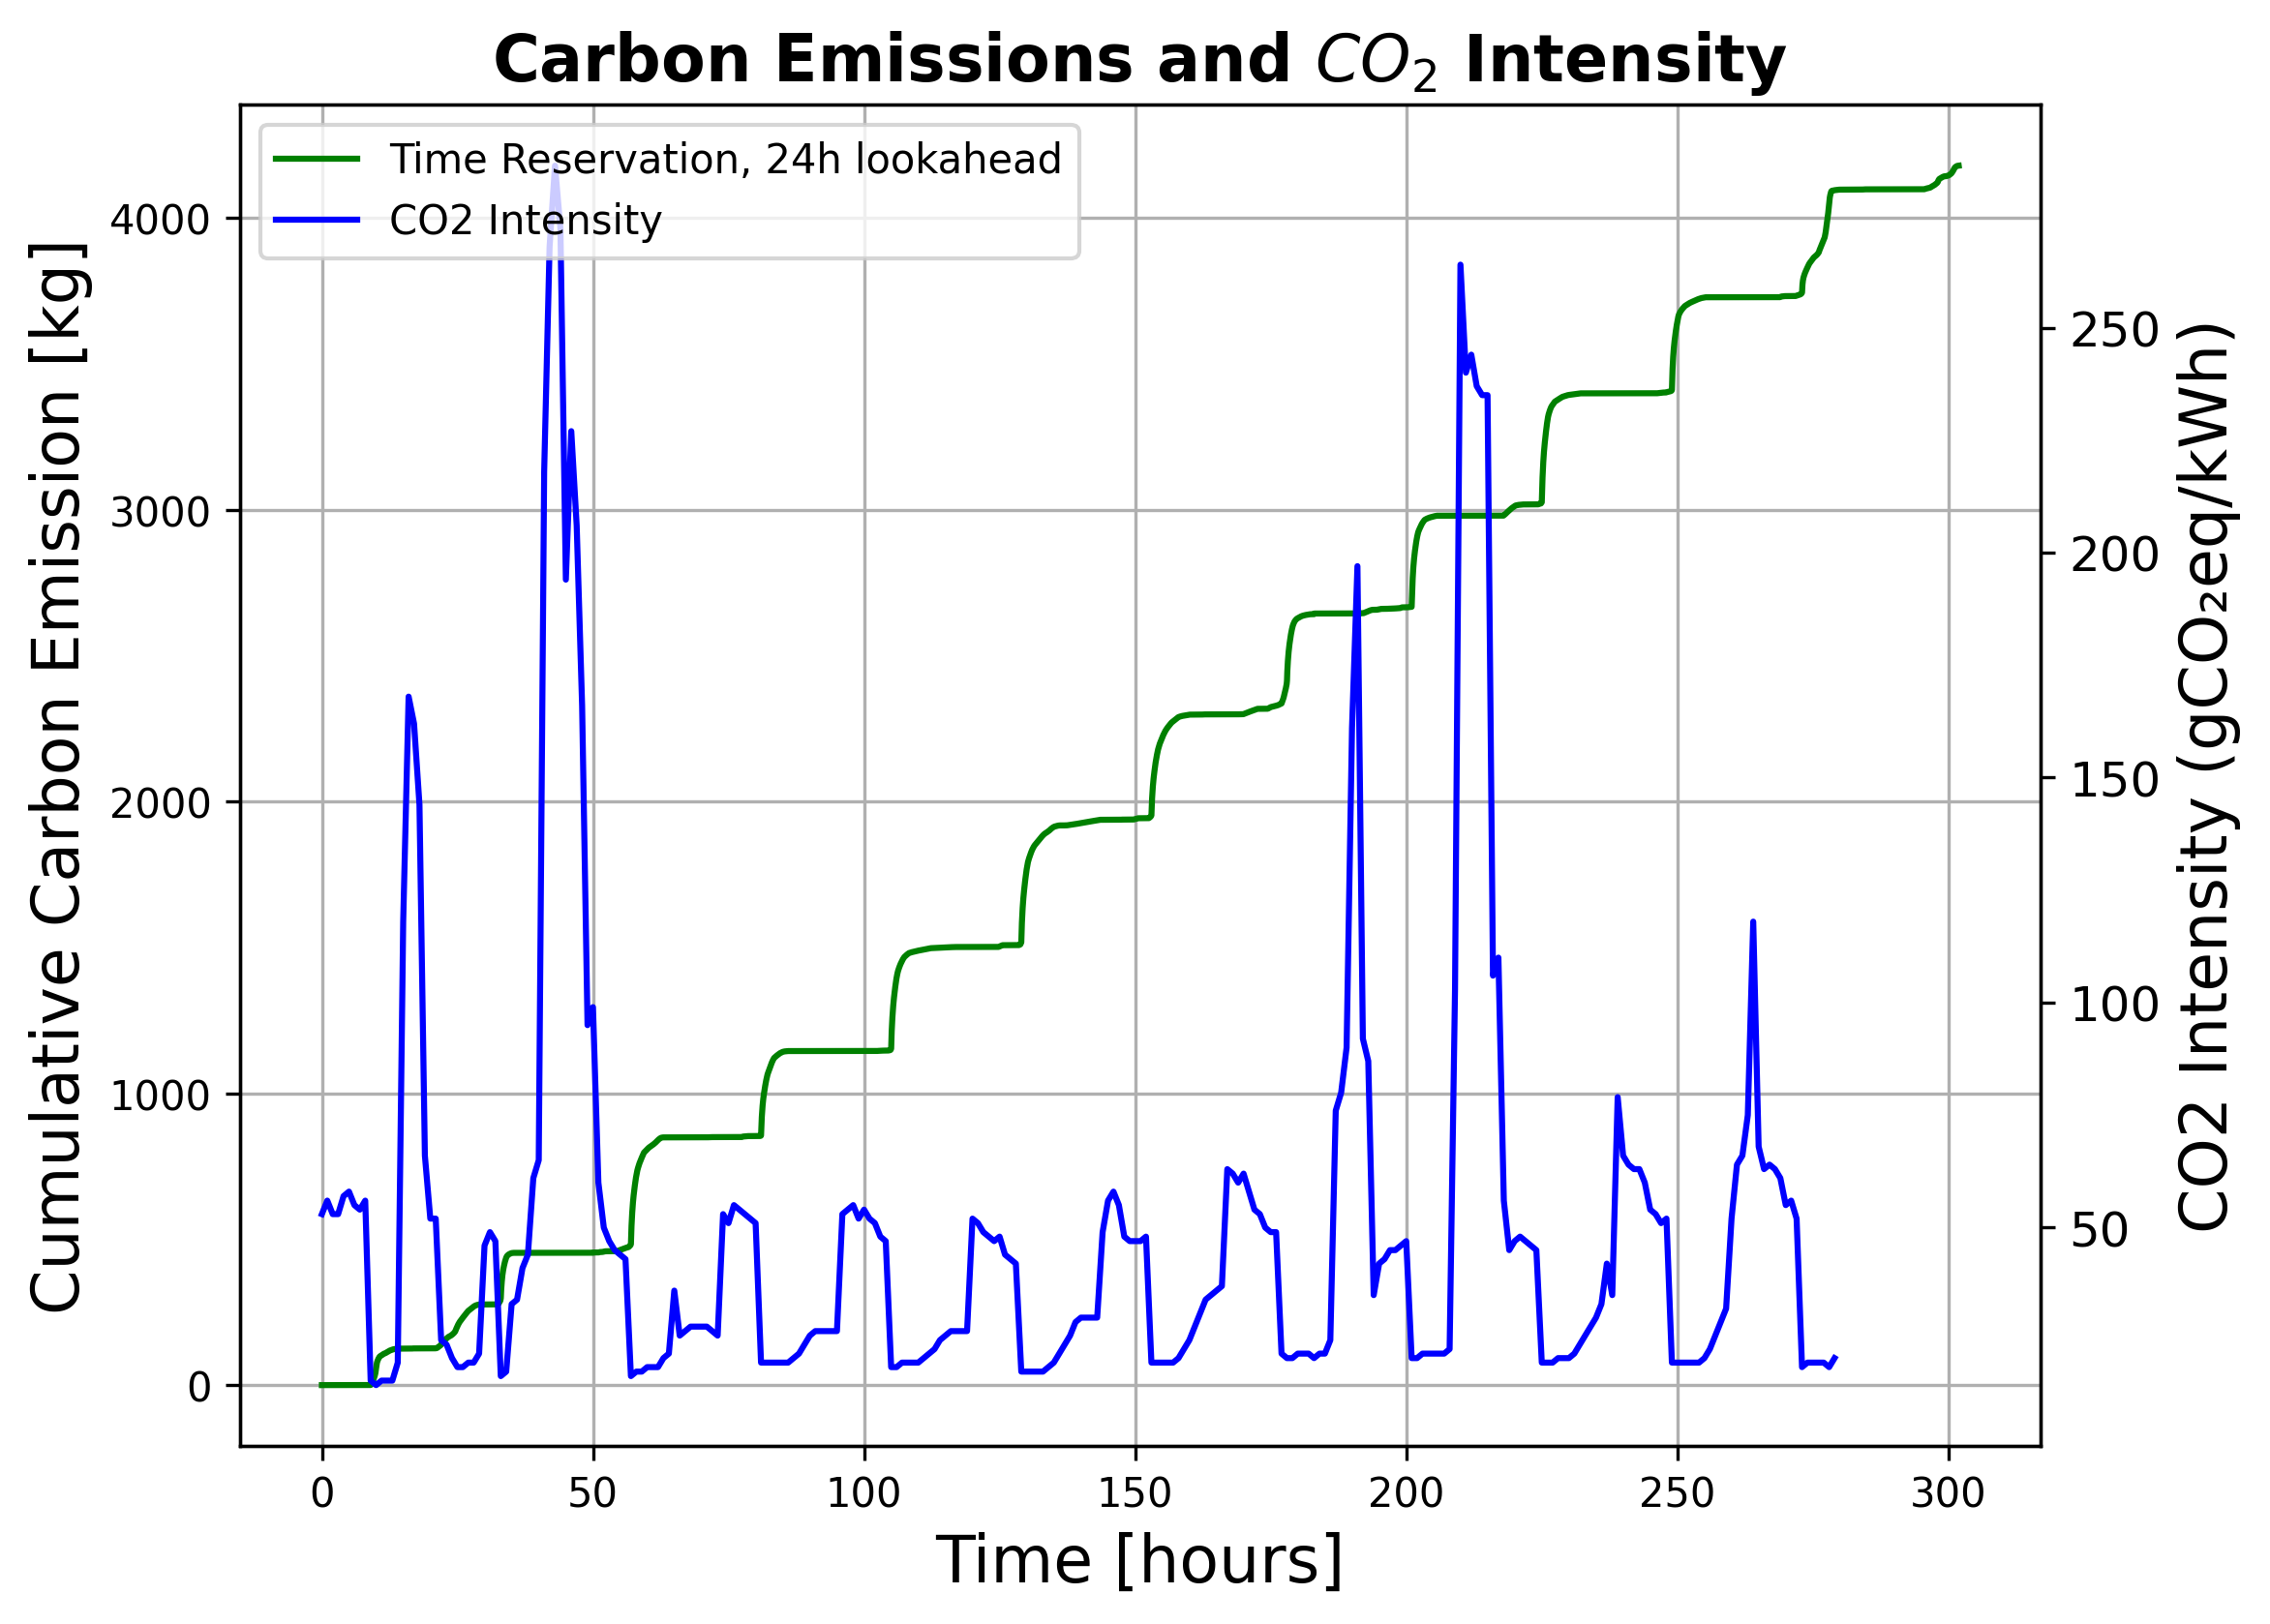 Carbon Emissions and CO₂ Intensity
Time Reservation, 24h lookahead
CO2 Intensity
Cumulative Carbon Emission [kg]
4000
3000
2000
1000
0
250
200
150
100
50
CO2 Intensity (gCO₂eq/kWh)
0 50 100 150 200 250 300
Time [hours]